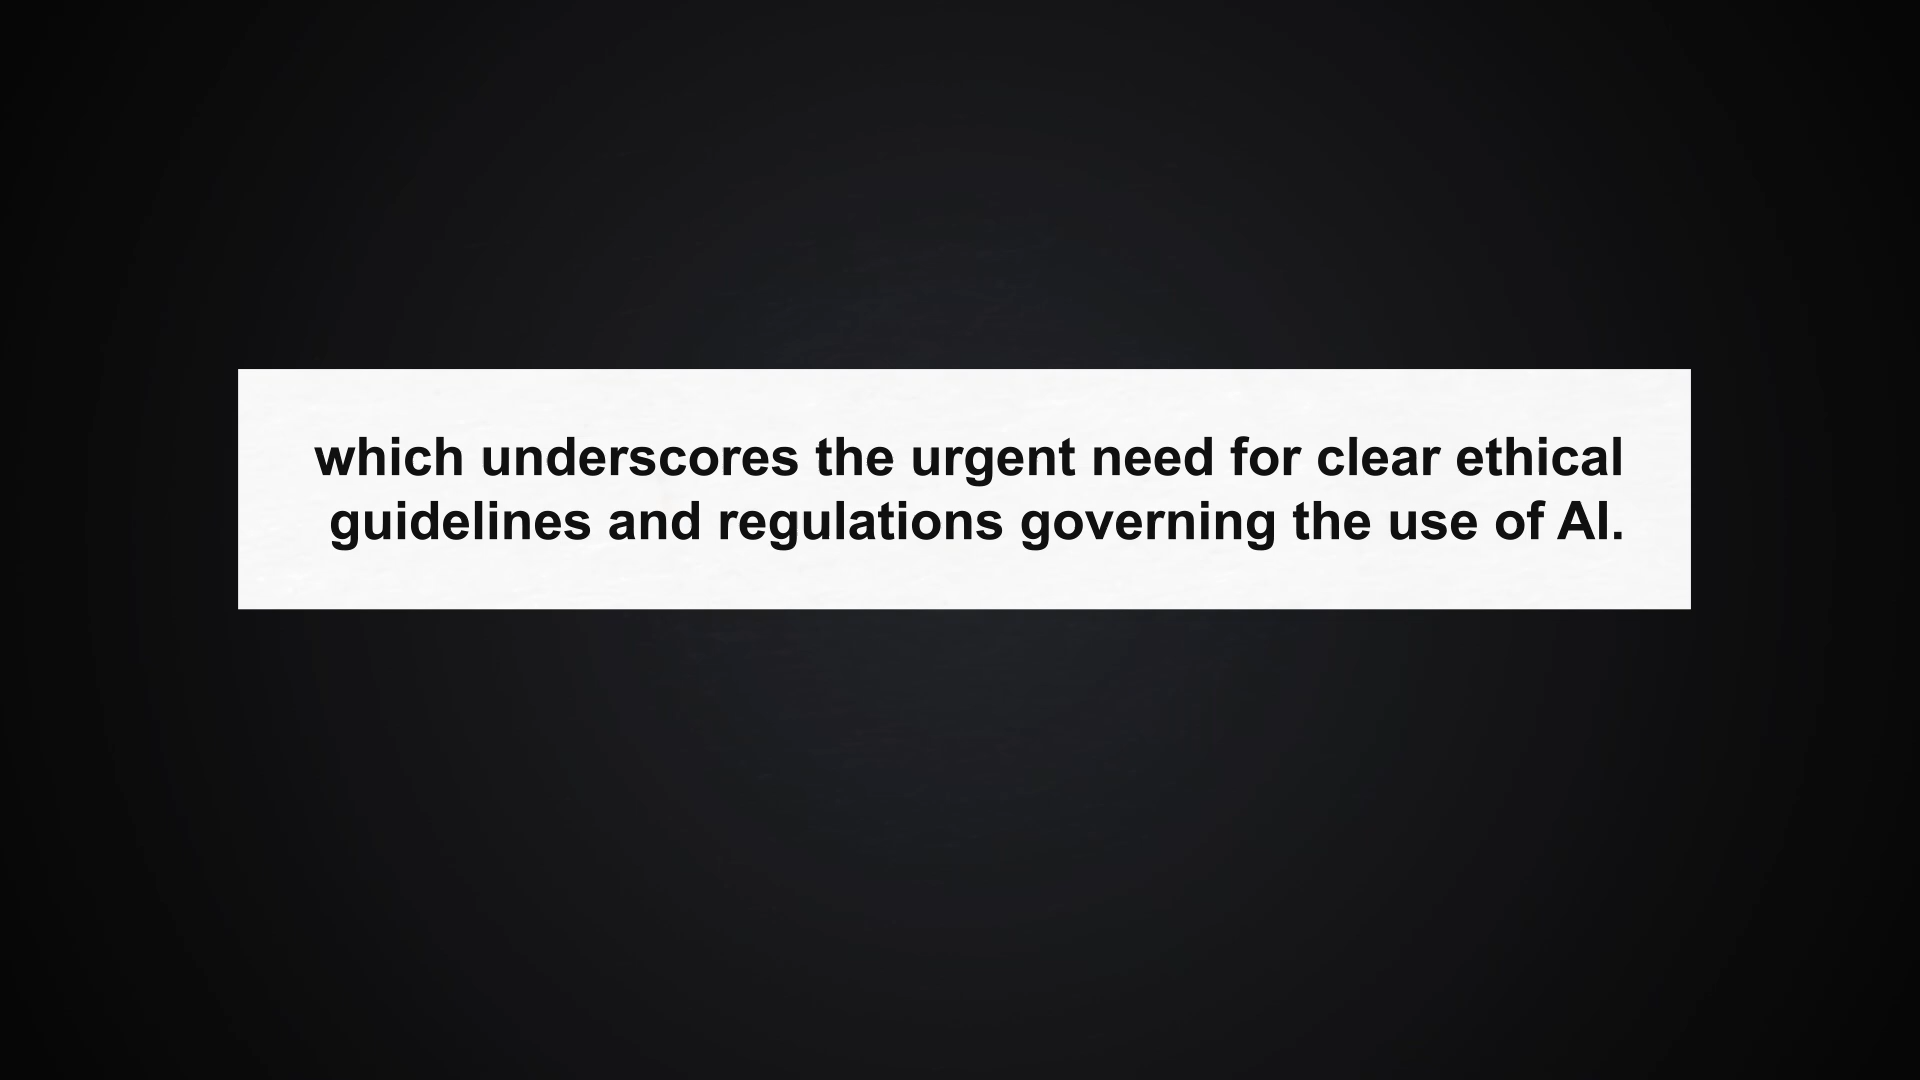 which underscores the urgent need for clear ethical
guidelines and regulations governing the use of AI.